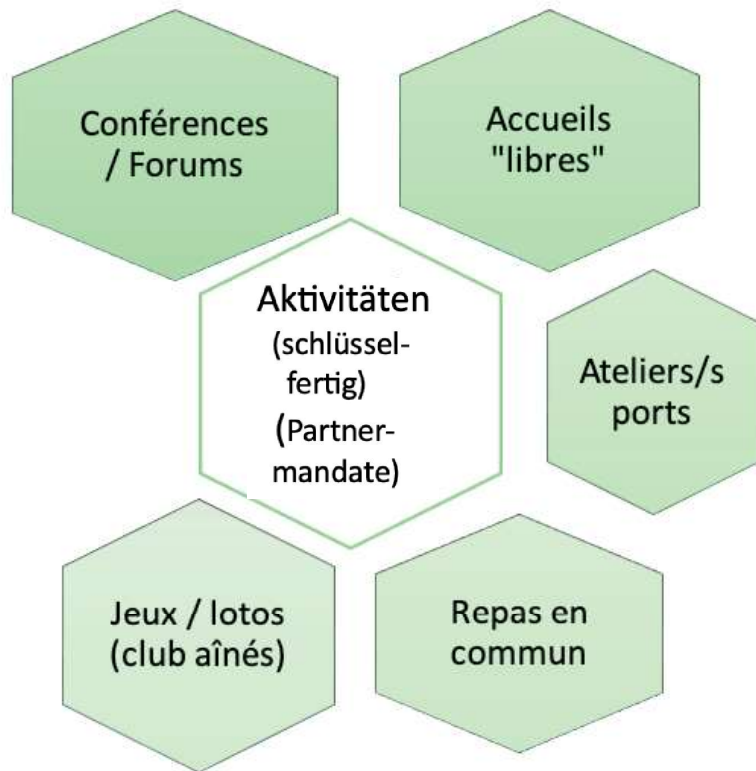 Conférences
/ Forums
Accueils
"libres"
Aktivitäten
(schlüssel-
fertig)
(Partner-
mandate)
Ateliers/s
ports
Jeux / lotos
(club aînés)
Repas en
commun